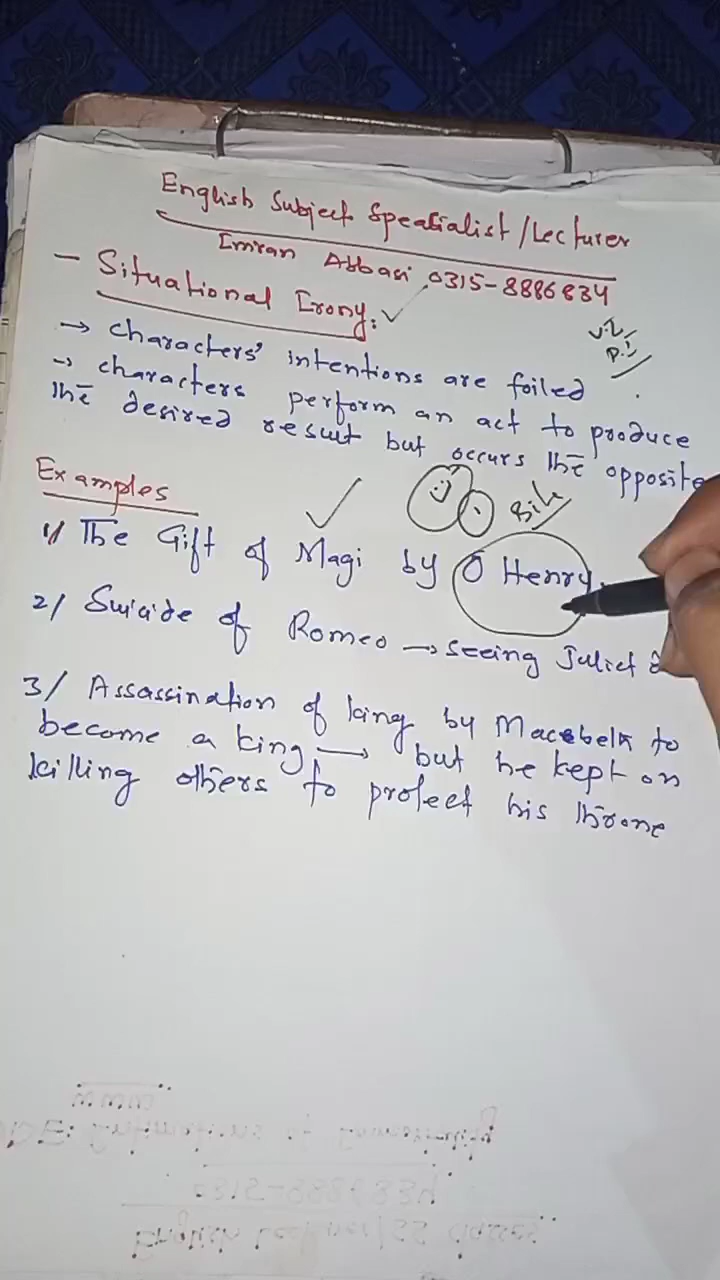 English Subject Specialist/Lecturer
Imran Abbasi 0315-8886834
- Situational Irony.
→ characters' intentions are foiled
→ characters perform an act to produce
the desired result but occurs the opposite
Examples
1/ The Gift of Magi by O Henry.
2/ Suicide of Romeo → seeing Juliet
3/ Assassination of king by
become a king → but he kept on
killing others to protect his throne